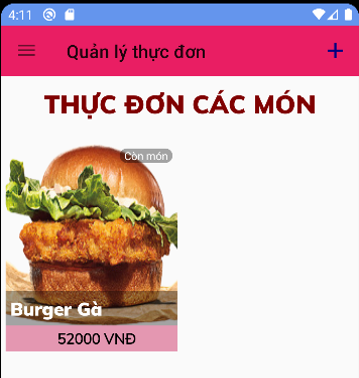 4:11
Quản lý thực đơn
THỰC ĐƠN CÁC MÓN
Còn món
Burger Gà
52000 VNĐ